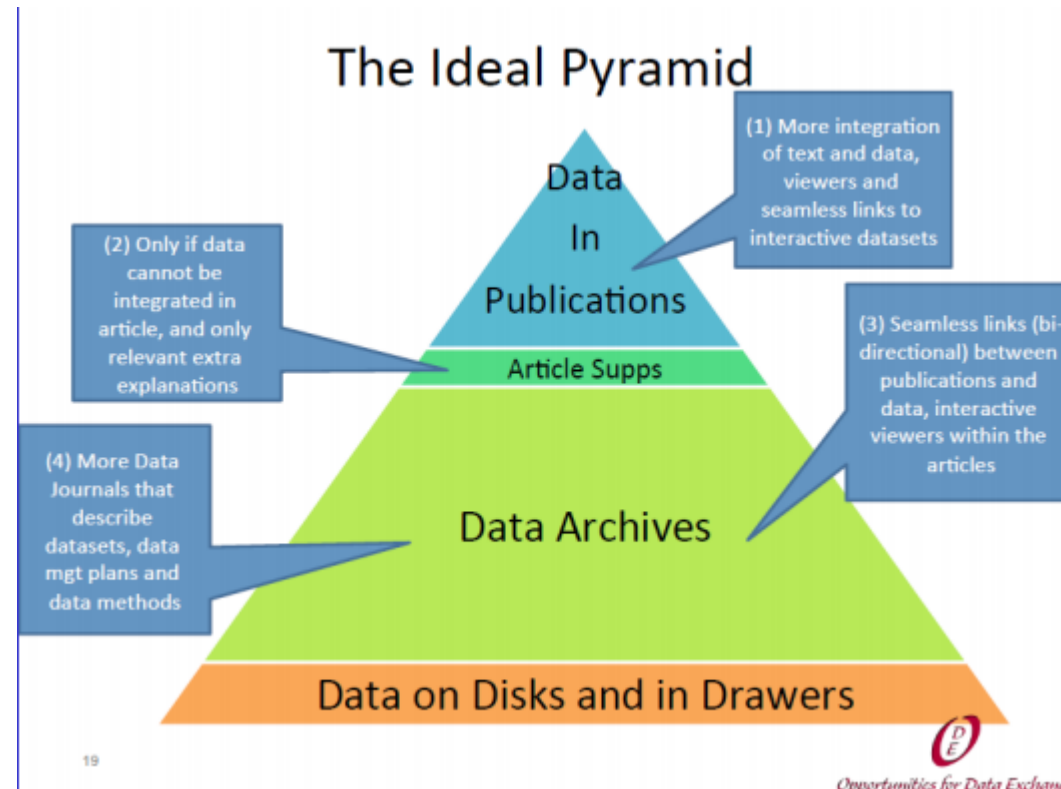 The Ideal Pyramid
(1) More integration
of text and data,
viewers and
seamless links to
interactive datasets
Data
In
Publications
(2) Only if data
cannot be
integrated in
article, and only
relevant extra
explanations
Article Supps
(3) Seamless links (bi-
directional) between
publications and
data, interactive
viewers within the
articles
(4) More Data
Journals that
describe
datasets, data
mgt plans and
data methods
Data Archives
Data on Disks and in Drawers
19
D
E
Opportunities for Data Exchan